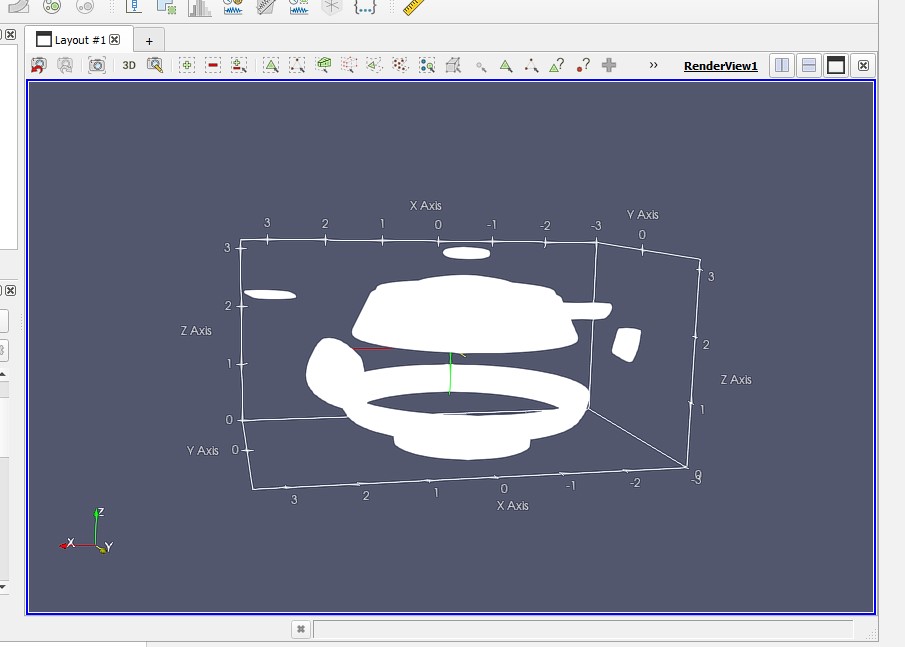 Layout #1
+
3D
»
RenderView1
X Axis
Y Axis
3 2 1 0 -1 -2 -3 0
3
3
2
2
Z Axis
1
Z Axis
1
0
Y Axis 0
0
-3
3 2 1 0 -1 -2
X Axis
Z
X
Y